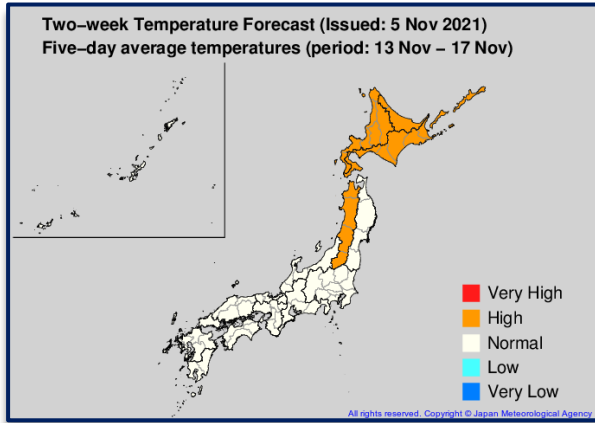 Two-week Temperature Forecast (Issued: 5 Nov 2021)
Five-day average temperatures (period: 13 Nov – 17 Nov)
Very High
High
Normal
Low
Very Low
All rights reserved. Copyright © Japan Meteorological Agency